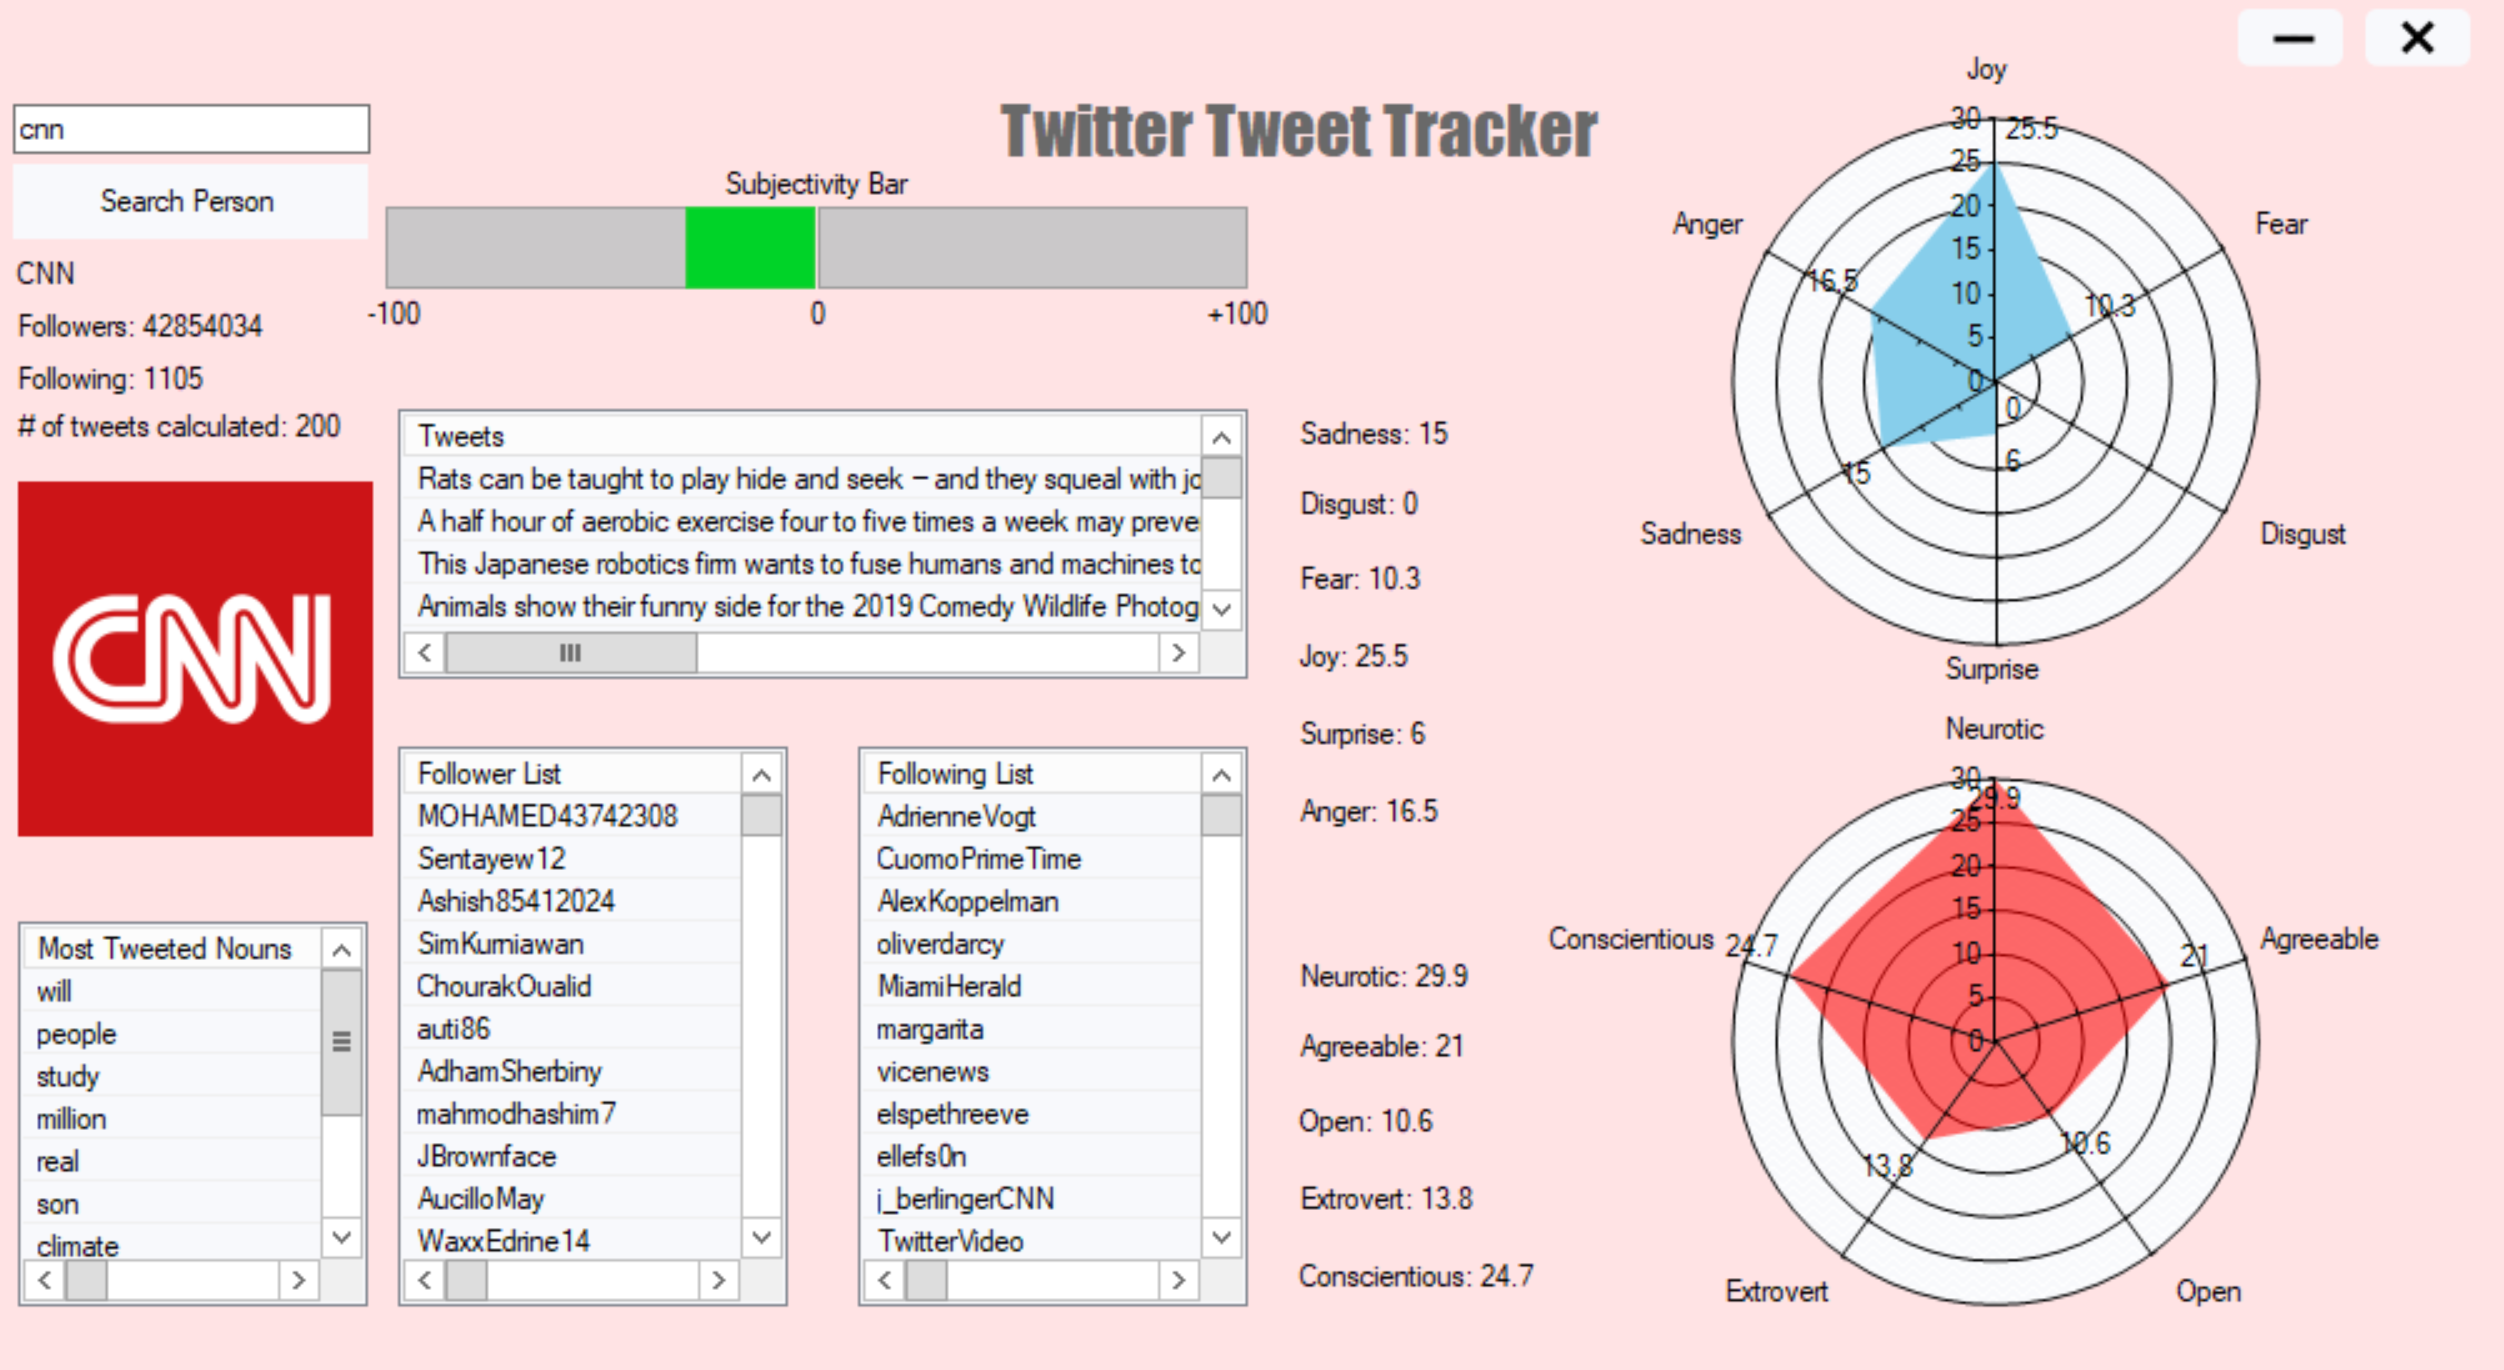 Twitter Tweet Tracker
cnn
Search Person
CNN
Followers: 42854034
Following: 1105
# of tweets calculated: 200
CNN
Most Tweeted Nouns
will
people
study
million
real
son
climate
Subjectivity Bar
-100
0
+100
Tweets
Rats can be taught to play hide and seek – and they squeal with jo
A half hour of aerobic exercise four to five times a week may preve
This Japanese robotics firm wants to fuse humans and machines to
Animals show their funny side for the 2019 Comedy Wildlife Photog
Follower List
MOHAMED43742308
Sentayew12
Ashish85412024
SimKurniawan
ChourakOualid
auti86
AdhamSherbiny
mahmodhashim7
JBrownface
AucilloMay
WaxxEdrine14
Following List
AdrienneVogt
CuomoPrimeTime
AlexKoppelman
oliverdarcy
MiamiHerald
margarita
vicenews
elspethreeve
ellefs0n
j_berlingerCNN
TwitterVideo
Sadness: 15
Disgust: 0
Fear: 10.3
Joy: 25.5
Surprise: 6
Anger: 16.5
Neurotic: 29.9
Agreeable: 21
Open: 10.6
Extrovert: 13.8
Conscientious: 24.7
Joy
30
25.5
25
20
15
10
5
0
Anger
16.5
Fear
10.3
0
6
15
Sadness
Disgust
Surprise
Neurotic
30
29.9
25
20
15
10
5
0
Conscientious
24.7
21
Agreeable
13.8
10.6
Extrovert
Open